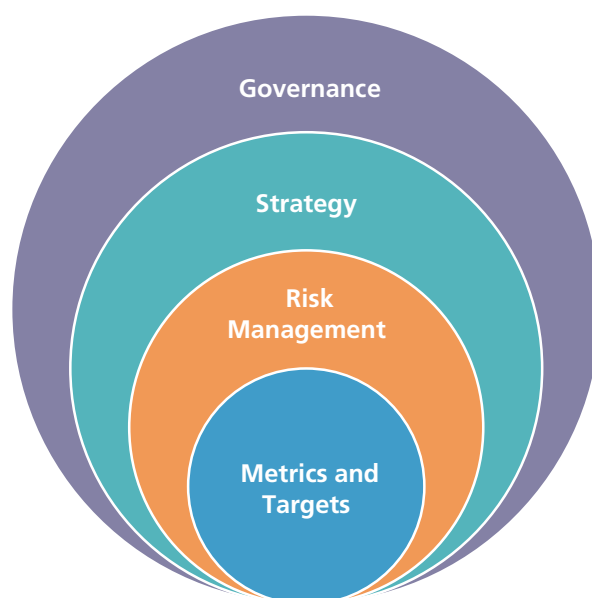 Governance
Strategy
Risk
Management
Metrics and
Targets